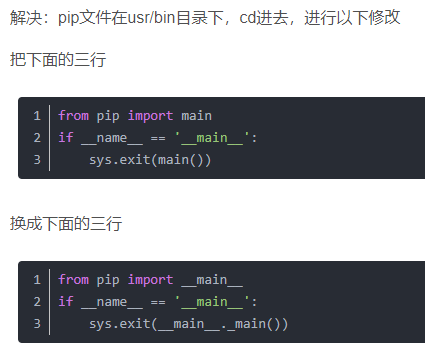 解决：pip文件在usr/bin目录下，cd进去，进行以下修改
把下面的三行
1 from pip import main
2 if __name__ == '__main__':
3     sys.exit(main())
换成下面的三行
1 from pip import __main__
2 if __name__ == '__main__':
3     sys.exit(__main__._main())